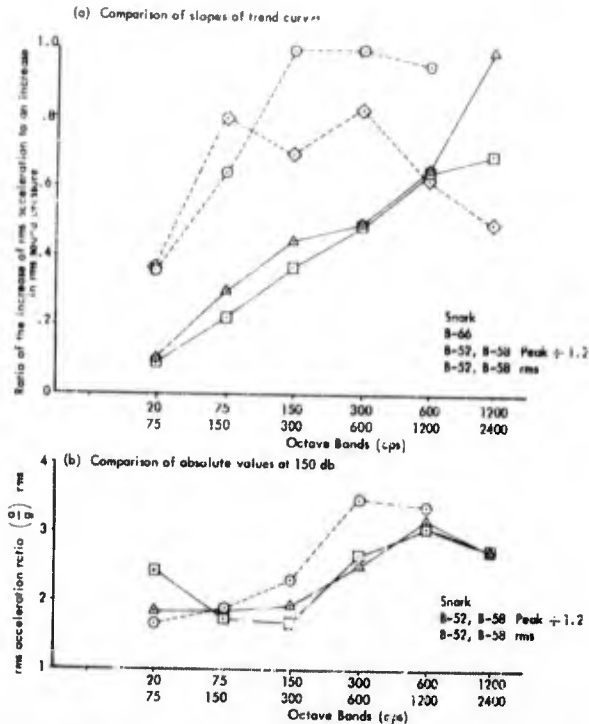 (a) Comparison of slopes of trend curves
Ratio of the increase of rms acceleration to an increase
in rms sound pressure
1.0
.8
.6
.4
.2
0
Snark
B-66
B-52, B-58 Peak ÷ 1.2
B-52, B-58 rms
20 75 150 300 600 1200
75 150 300 600 1200 2400
Octave Bands (cps)
(b) Comparison of absolute values at 150 db
rms acceleration ratio (a/g) rms
4
3
2
1
Snark
B-52, B-58 Peak ÷ 1.2
B-52, B-58 rms
20 75 150 300 600 1200
75 150 300 600 1200 2400
Octave Bands (cps)